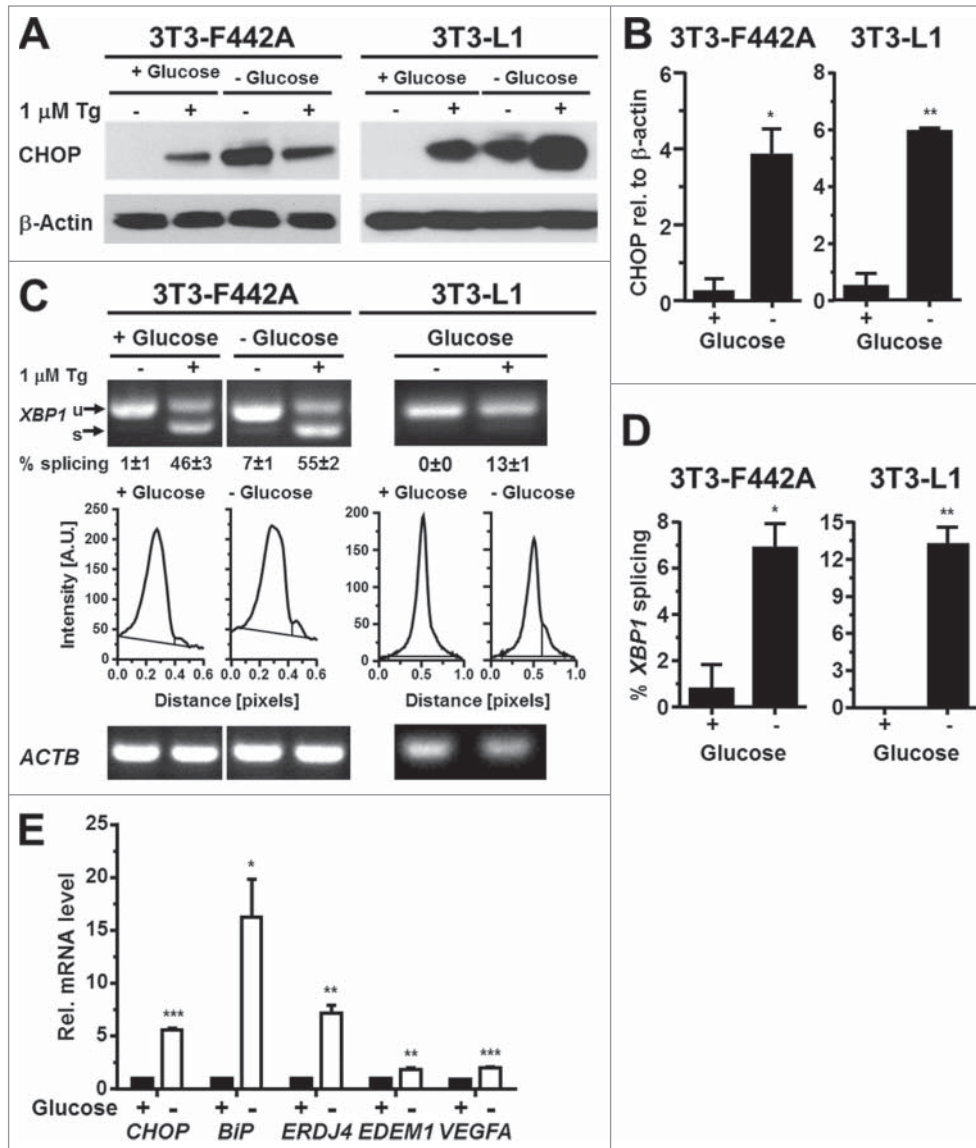 A
3T3-F442A 3T3-L1
+ Glucose - Glucose + Glucose - Glucose
1 µM Tg - + - + - + - +
CHOP
β-Actin
B
3T3-F442A 3T3-L1
CHOP rel. to β-actin
6
4
2
0
*
8
6
4
2
0
**
+ - + -
Glucose Glucose
C
3T3-F442A 3T3-L1
+ Glucose - Glucose Glucose
1 µM Tg - + - + - +
XBP1 u
s
% splicing 1±1 46±3 7±1 55±2 0±0 13±1
+ Glucose - Glucose + Glucose - Glucose
Intensity [A.U.]
250
200
150
100
50
0
200
150
100
50
0
0.0 0.2 0.4 0.6 0.0 0.2 0.4 0.6 0.0 0.5 1.0 0.0 0.5 1.0
Distance [pixels] Distance [pixels]
ACTB
D
3T3-F442A 3T3-L1
% XBP1 splicing
8
6
4
2
0
*
15
12
9
6
3
0
**
+ - + -
Glucose Glucose
E
Rel. mRNA level
25
20
15
10
5
0
*** * ** ** ***
Glucose + - + - + - + - + -
CHOP BiP ERDJ4 EDEM1 VEGFA